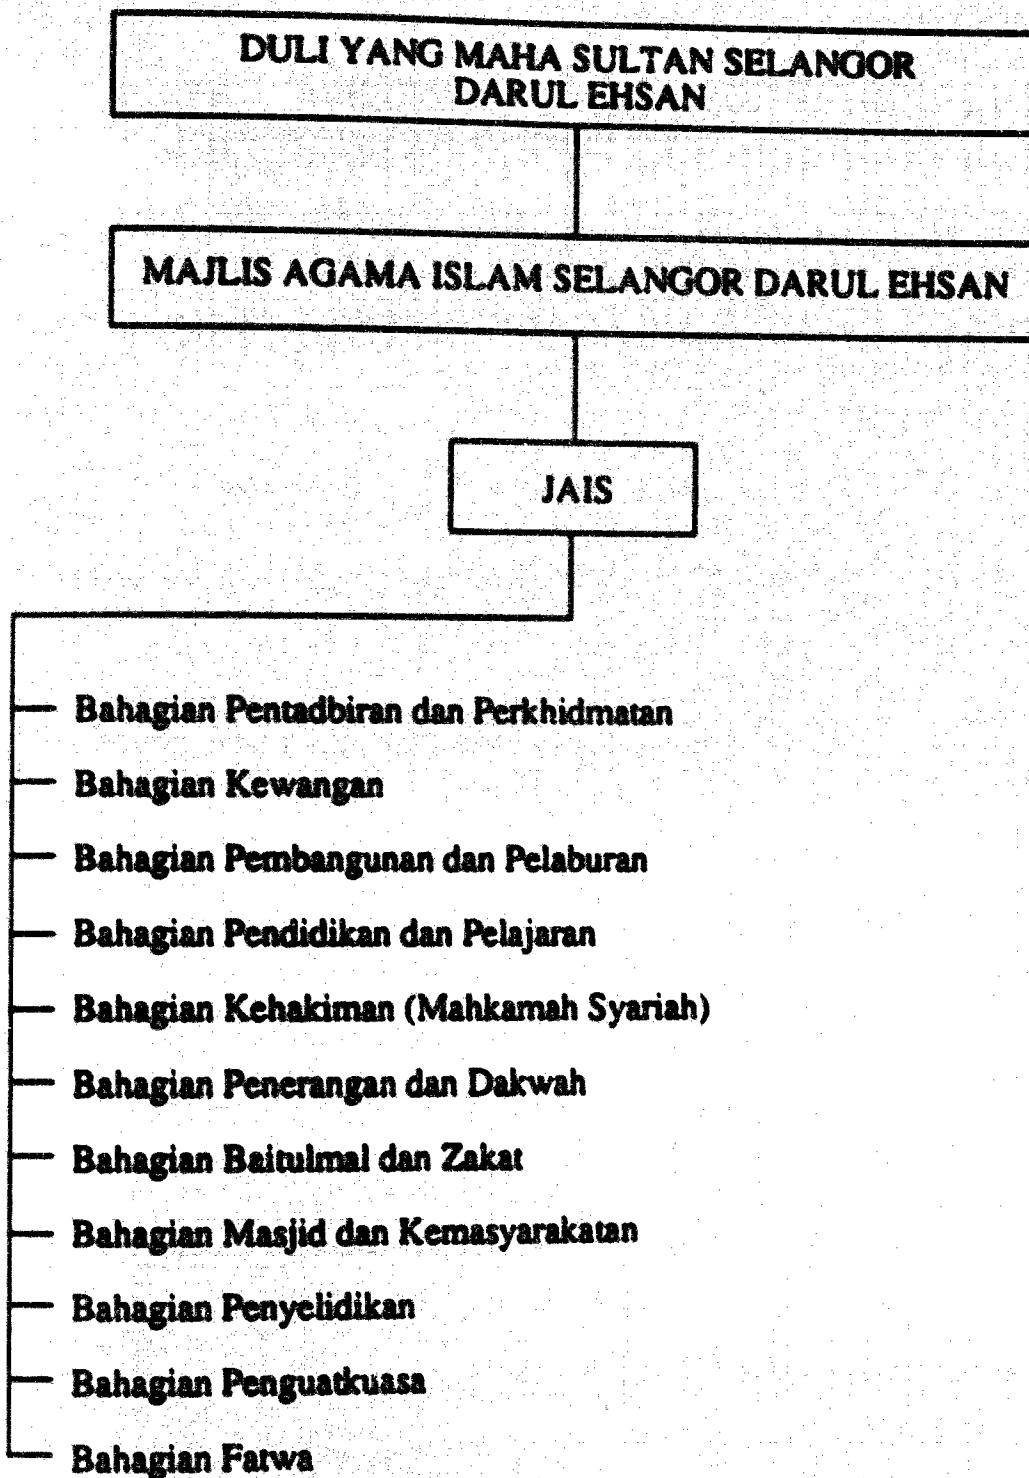 DULI YANG MAHA SULTAN SELANGOR
DARUL EHSAN
MAJLIS AGAMA ISLAM SELANGOR DARUL EHSAN
JAIS
Bahagian Pentadbiran dan Perkhidmatan
Bahagian Kewangan
Bahagian Pembangunan dan Pelaburan
Bahagian Pendidikan dan Pelajaran
Bahagian Kehakiman (Mahkamah Syariah)
Bahagian Penerangan dan Dakwah
Bahagian Baitulmal dan Zakat
Bahagian Masjid dan Kemasyarakatan
Bahagian Penyelidikan
Bahagian Penguatkuasa
Bahagian Fatwa